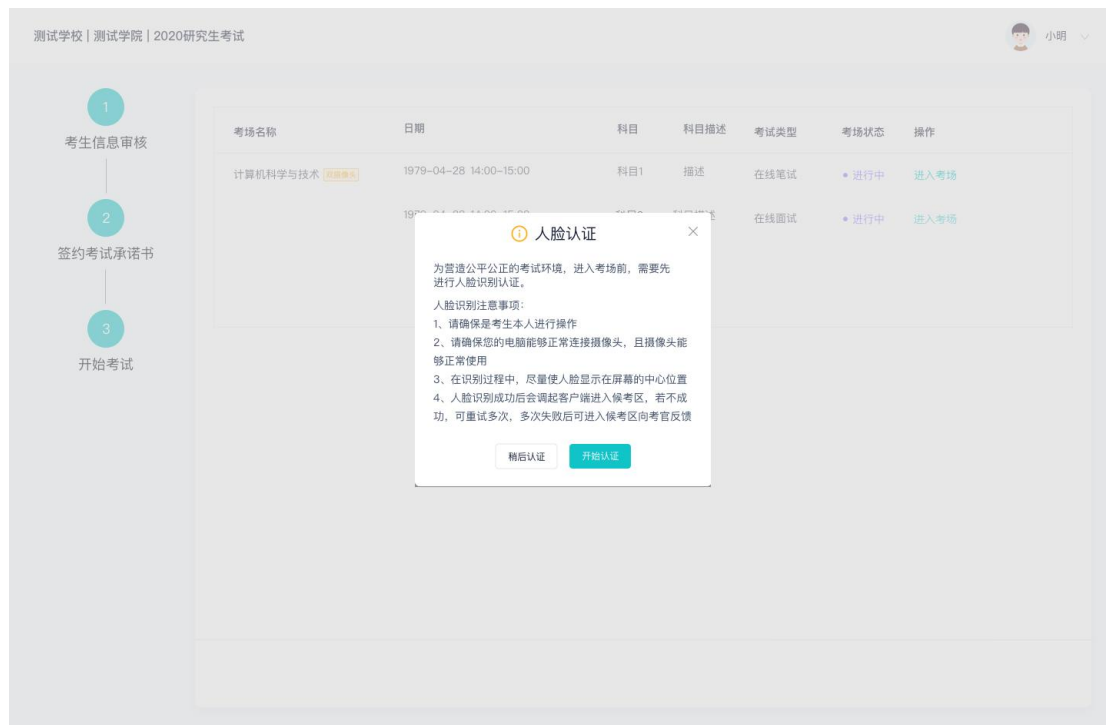 测试学校 | 测试学院 | 2020研究生考试
小明
1
考生信息审核
2
签约考试承诺书
3
开始考试
考场名称 日期 科目 科目描述 考试类型 考场状态 操作
计算机科学与技术 双摄像头 1979-04-28 14:00-15:00 科目1 描述 在线笔试 进行中 进入考场
在线面试 进行中 进入考场
人脸认证
为营造公平公正的考试环境，进入考场前，需要先
进行人脸识别认证。
人脸识别注意事项：
1、请确保是考生本人进行操作
2、请确保您的电脑能够正常连接摄像头，且摄像头能
够正常使用
3、在识别过程中，尽量使人脸显示在屏幕的中心位置
4、人脸识别成功后会调起客户端进入候考区，若不成
功，可重试多次，多次失败后可进入候考区向考官反馈
稍后认证 开始认证